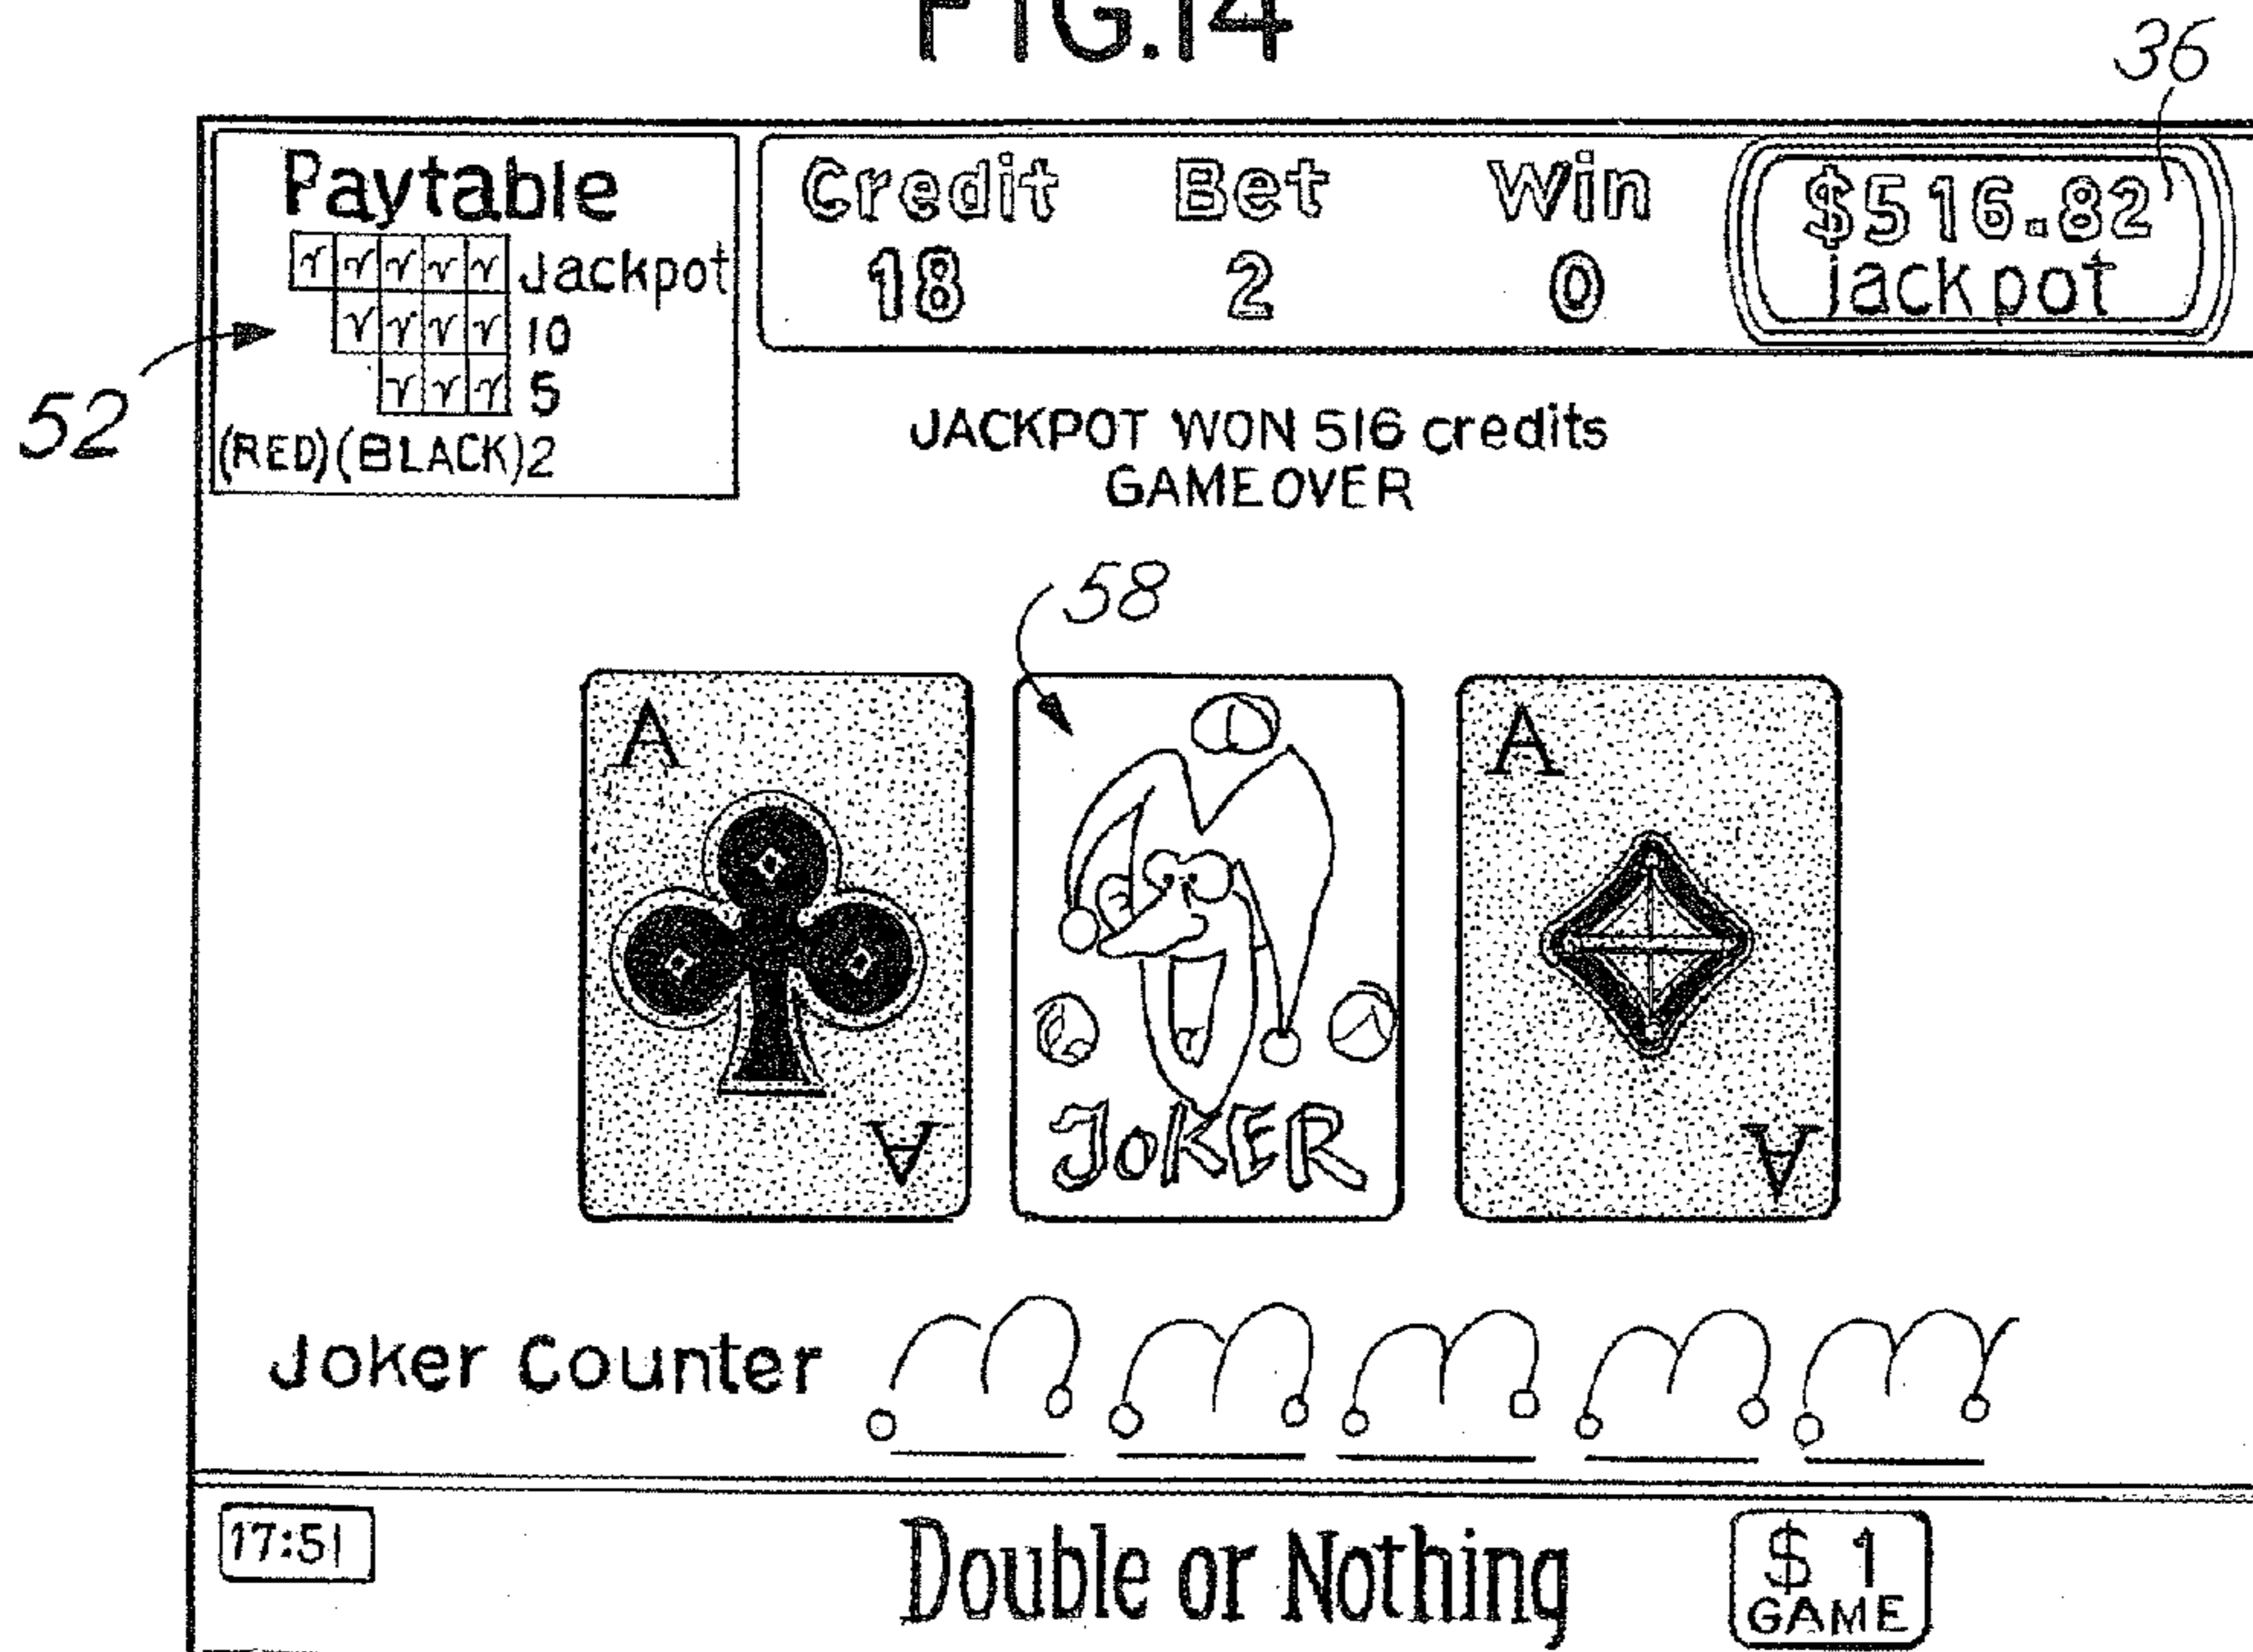 FIG.14
36
Paytable
Jackpot
10
5
(RED)(BLACK)2
Credit Bet Win
18 2 0
$516.82
jackpot
52
JACKPOT WON 516 credits
GAMEOVER
58
A
A
JoKER
A
A
Joker Counter
17:51
Double or Nothing
$ 1
GAME